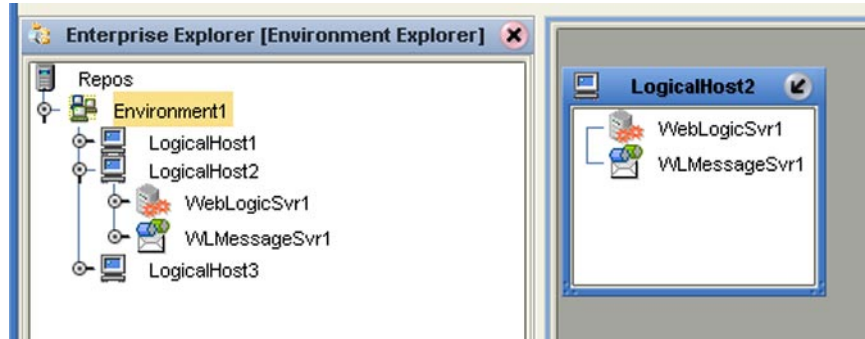 Enterprise Explorer [Environment Explorer]
Repos
Environment1
LogicalHost1
LogicalHost2
WebLogicSvr1
WLMessageSvr1
LogicalHost3
LogicalHost2
WebLogicSvr1
WLMessageSvr1